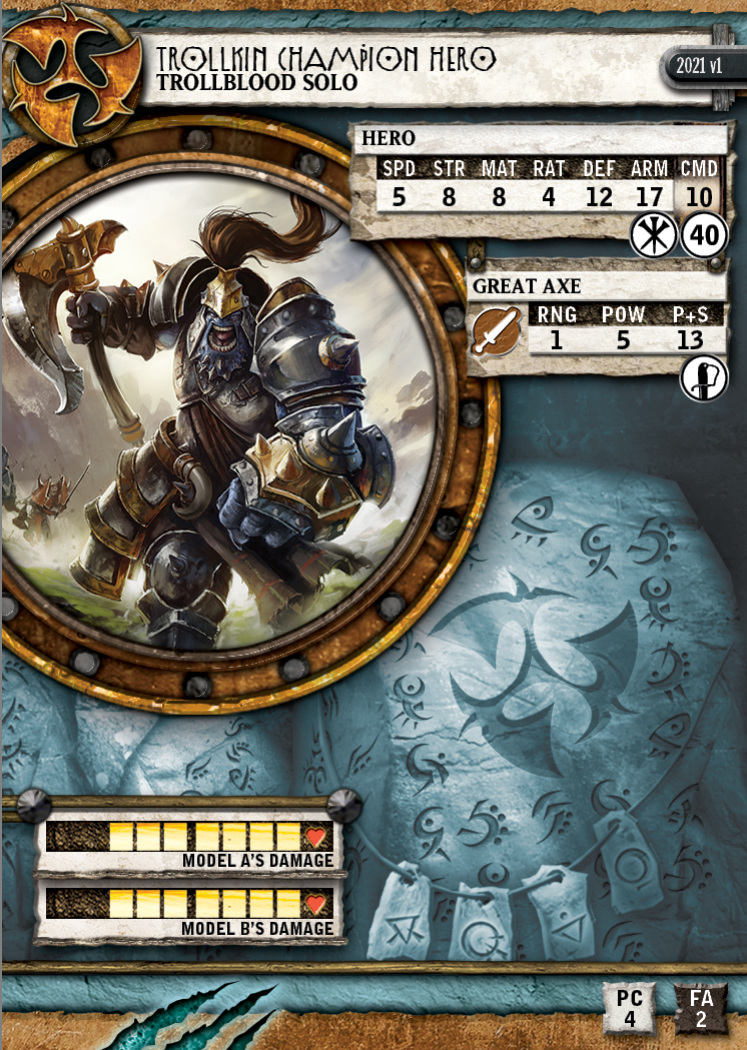 TROLLKIN CHAMPION HERO
TROLLBLOOD SOLO
2021 v1
HERO
SPD STR MAT RAT DEF ARM CMD
5 8 8 4 12 17 10
40
GREAT AXE
RNG POW P+S
1 5 13
MODEL A'S DAMAGE
MODEL B'S DAMAGE
PC FA
4 2